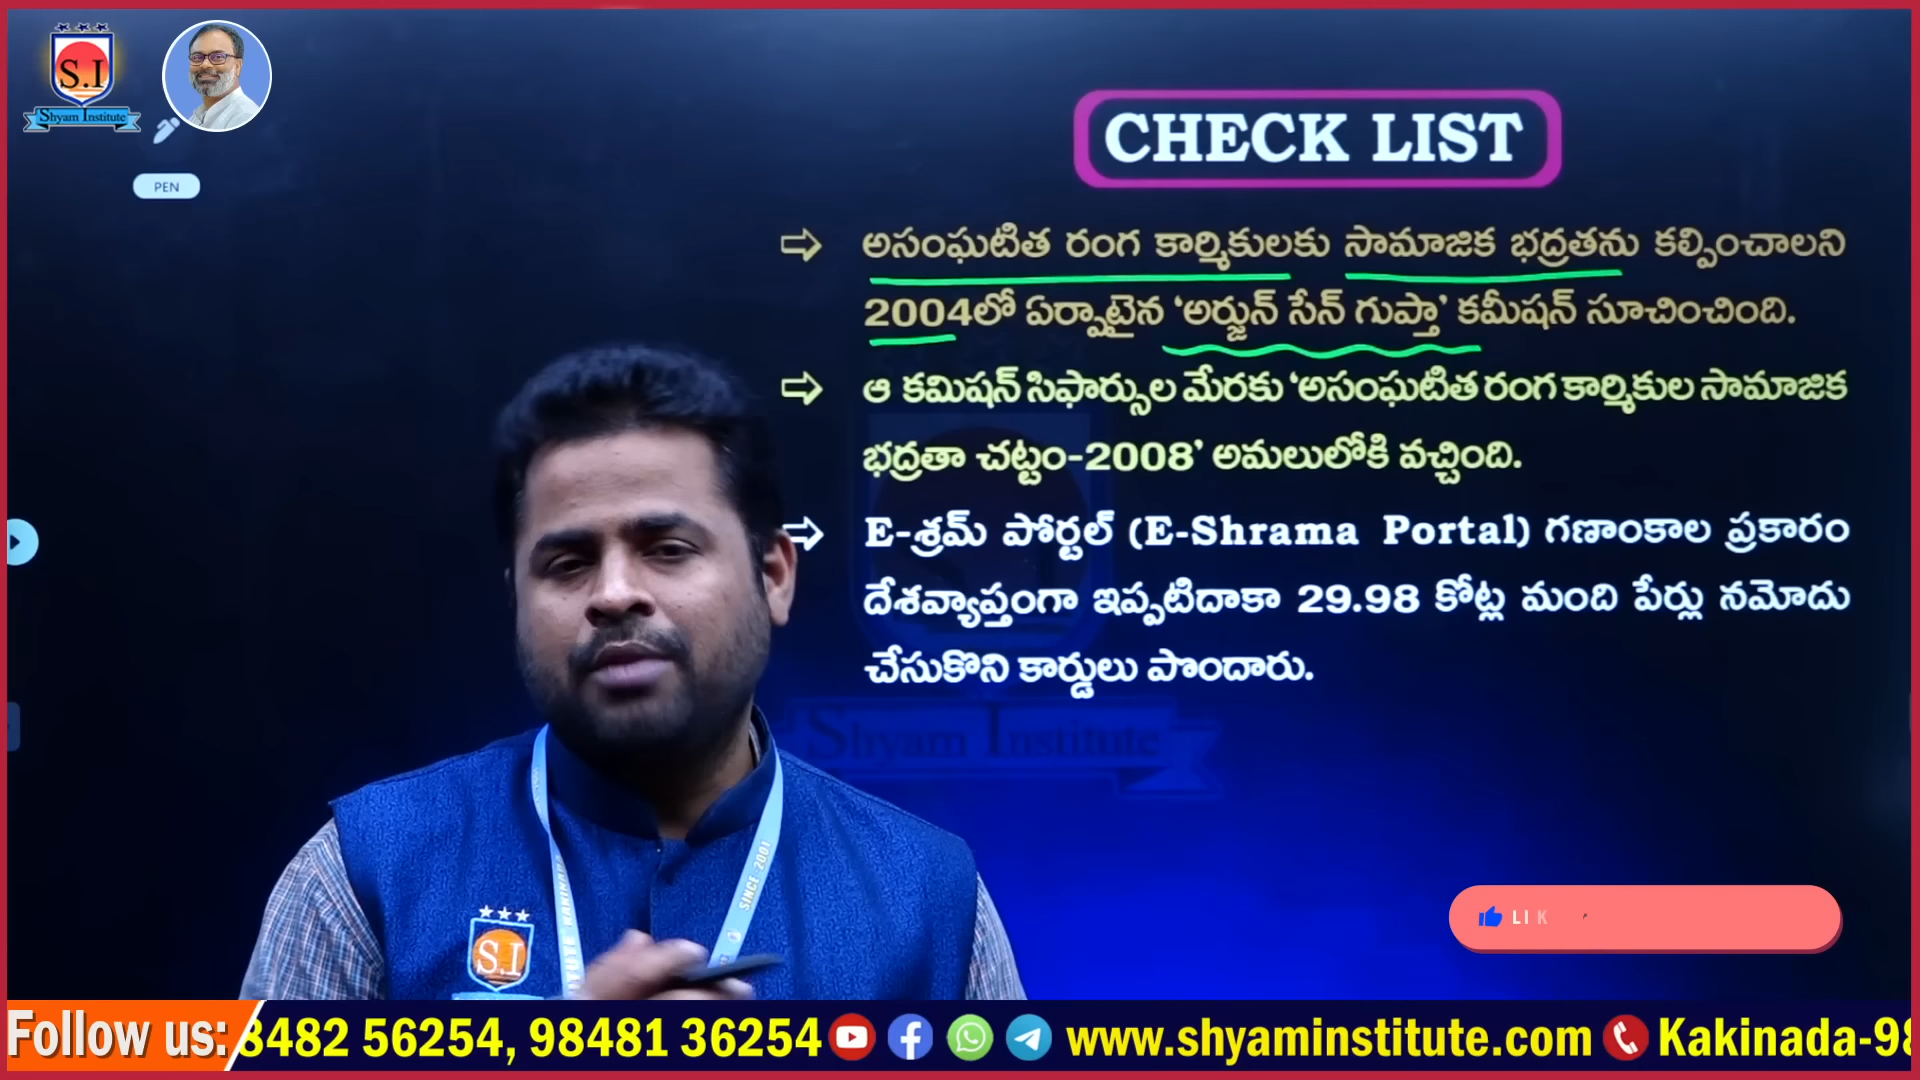 S.I
Shyam Institute
PEN
CHECK LIST
అసంఘటిత రంగ కార్మికులకు సామాజిక భద్రతను కల్పించాలని
2004లో ఏర్పాటైన ‘అర్జున్ సేన్ గుప్తా’ కమీషన్ సూచించింది.
ఆ కమిషన్ సిఫార్సుల మేరకు ‘అసంఘటిత రంగ కార్మికుల సామాజిక
భద్రతా చట్టం-2008’ అమలులోకి వచ్చింది.
E-శ్రమ్ పోర్టల్ (E-Shrama Portal) గణాంకాల ప్రకారం
దేశవ్యాప్తంగా ఇప్పటిదాకా 29.98 కోట్ల మంది పేర్లు నమోదు
చేసుకొని కార్డులు పొందారు.
Shyam Institute
SINCE 2001
S.I
LIK
Follow us: 8482 56254, 98481 36254 www.shyaminstitute.com Kakinada-98